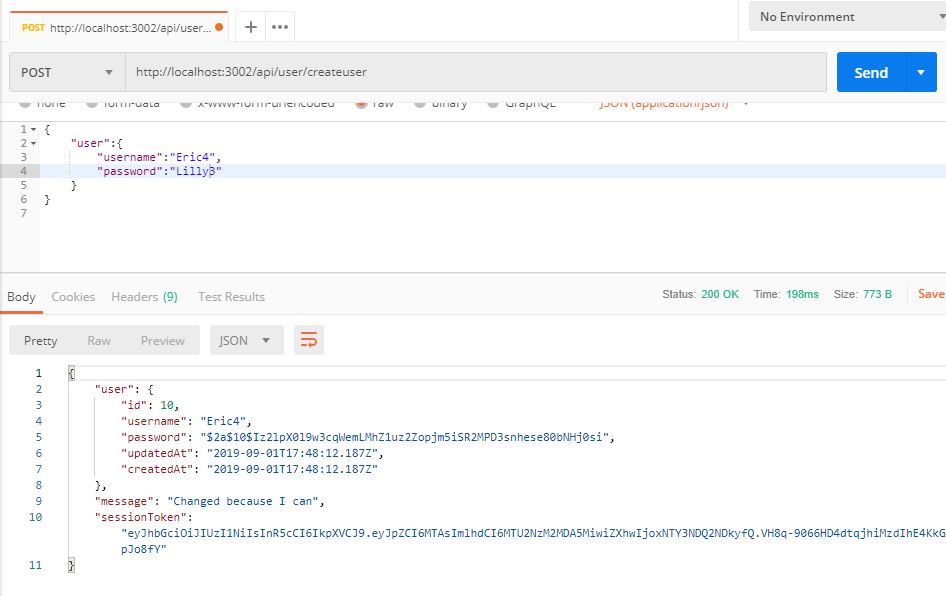 POST http://localhost:3002/api/user... + •••
No Environment
POST http://localhost:3002/api/user/createuser Send
none form-data x-www-form-urlencoded raw binary GraphQL JSON (application/json)
1 {
2 "user":{
3 "username":"Eric4",
4 "password":"Lilly3"
5 }
6 }
7
Body Cookies Headers (9) Test Results Status: 200 OK Time: 198ms Size: 773 B Save
Pretty Raw Preview JSON
1 {
2 "user": {
3 "id": 10,
4 "username": "Eric4",
5 "password": "$2a$10$Iz2lpX0l9w3cqWemLMhZ1uz2Zopjm5iSR2MPD3snhese80bNHj0si",
6 "updatedAt": "2019-09-01T17:48:12.187Z",
7 "createdAt": "2019-09-01T17:48:12.187Z"
8 },
9 "message": "Changed because I can",
10 "sessionToken":
"eyJhbGciOiJIUzI1NiIsInR5cCI6IkpXVCJ9.eyJpZCI6MTAsImlhdCI6MTU2NzM2MDA5MiwiZXhwIjoxNTY3NDQ2NDkyfQ.VH8q-9066HD4dtqjhiMzdIhE4KkG
pJo8fY"
11 }